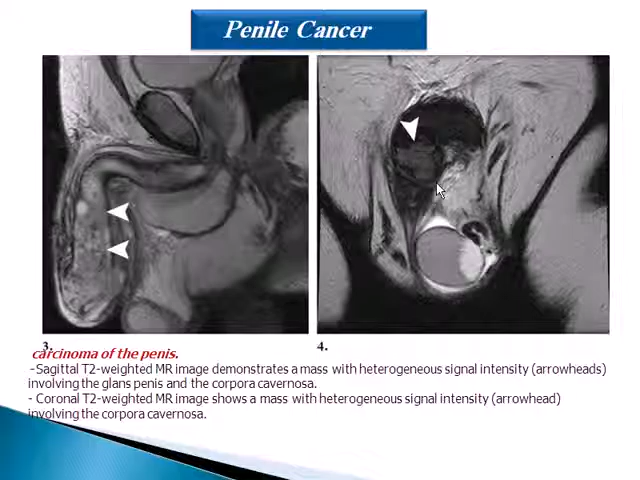 Penile Cancer
3.
4.
carcinoma of the penis.
-Sagittal T2-weighted MR image demonstrates a mass with heterogeneous signal intensity (arrowheads)
involving the glans penis and the corpora cavernosa.
- Coronal T2-weighted MR image shows a mass with heterogeneous signal intensity (arrowhead)
involving the corpora cavernosa.